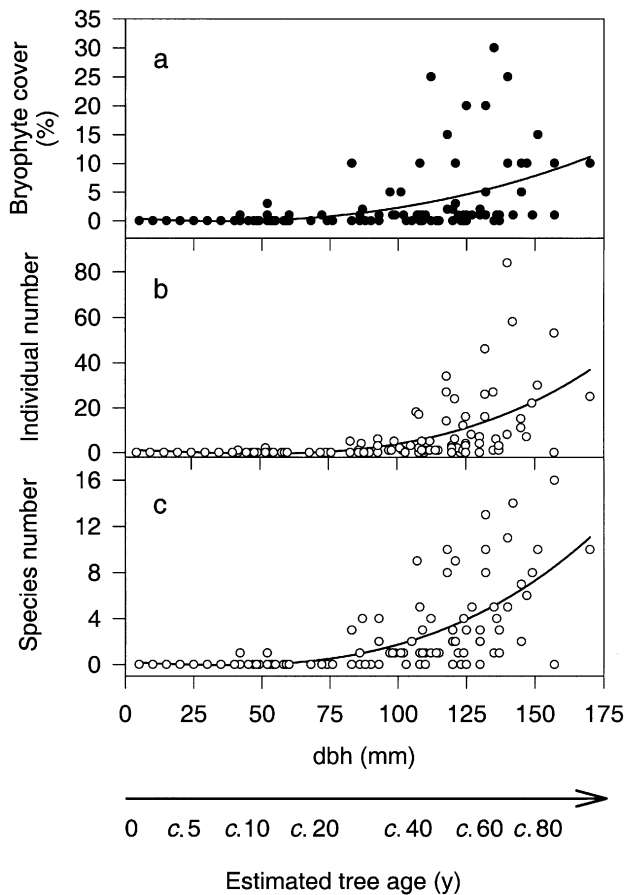 35
30
25
20
15
10
5
0
Bryophyte cover
(%)
a
80
60
40
20
0
Individual number
b
16
12
8
4
0
Species number
c
0 25 50 75 100 125 150 175
dbh (mm)
0 c.5 c.10 c.20 c.40 c.60 c.80
Estimated tree age (y)